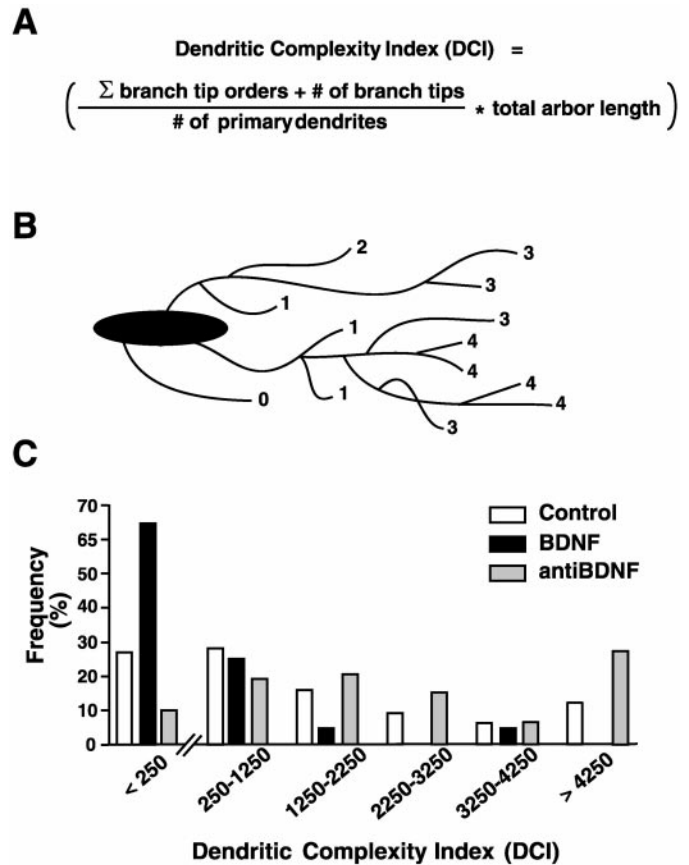 A
Dendritic Complexity Index (DCI) =
( Σ branch tip orders + # of branch tips
# of primary dendrites
* total arbor length )
B
2
3
3
1
1
3
4
4
0
1
4
4
3
C
70
65
50
40
30
20
10
0
Frequency
(%)
Control
BDNF
antiBDNF
< 250
250-1250
1250-2250
2250-3250
3250-4250
> 4250
Dendritic Complexity Index (DCI)